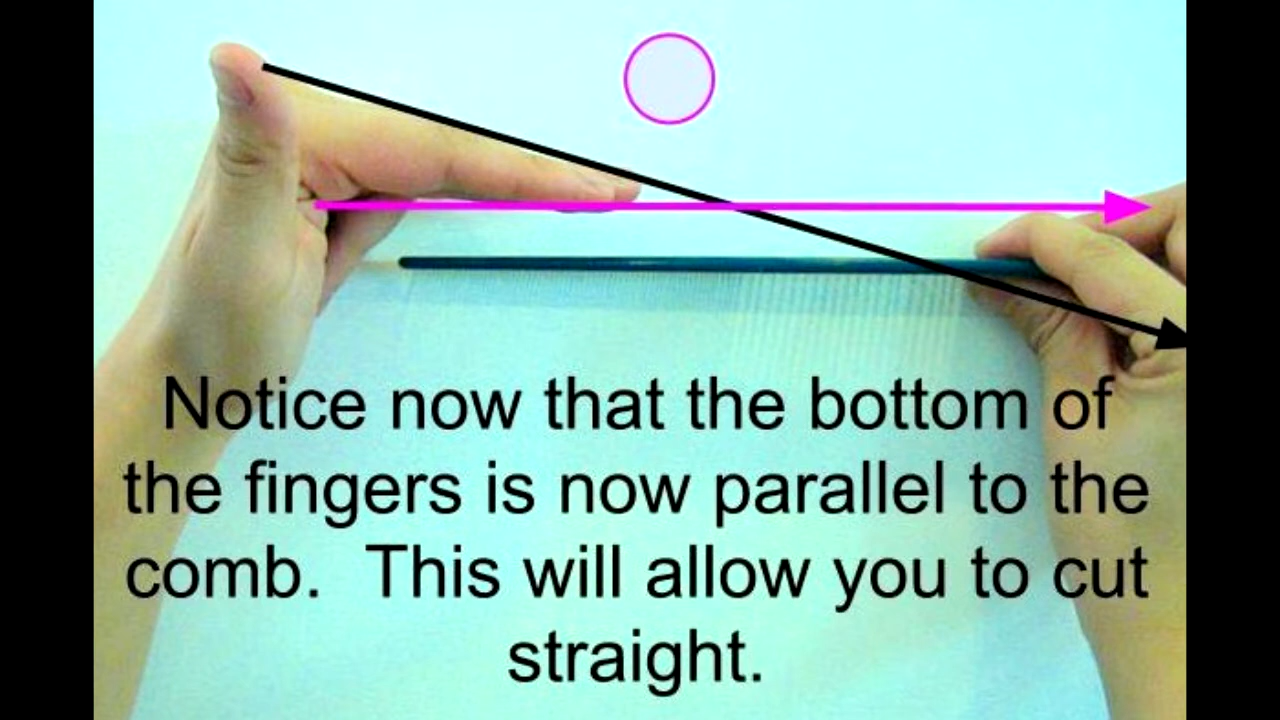 Notice now that the bottom of
the fingers is now parallel to the
comb.  This will allow you to cut
straight.